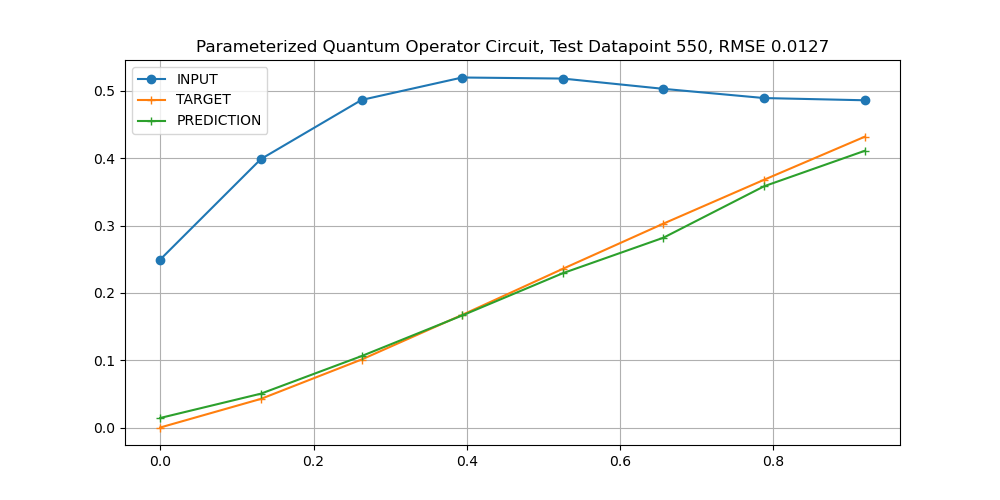 Parameterized Quantum Operator Circuit, Test Datapoint 550, RMSE 0.0127
INPUT
TARGET
PREDICTION
0.5
0.4
0.3
0.2
0.1
0.0
0.0 0.2 0.4 0.6 0.8